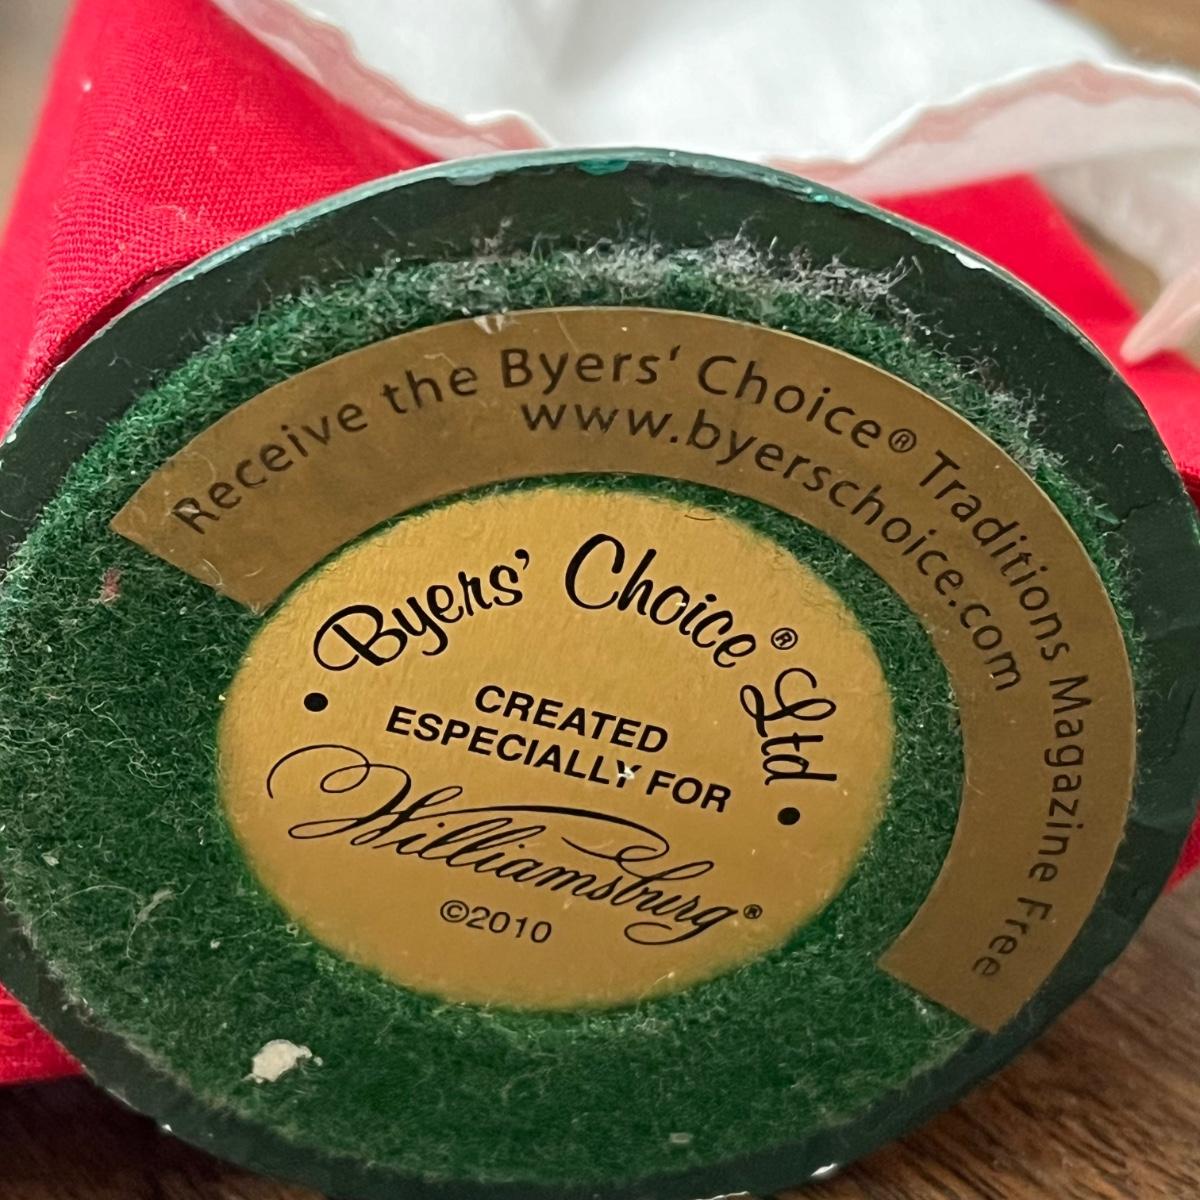 Receive the Byers' Choice® Traditions Magazine Free
www.byerschoice.com
Byers' Choice® Ltd
CREATED
ESPECIALLY FOR
Williamsburg®
©2010